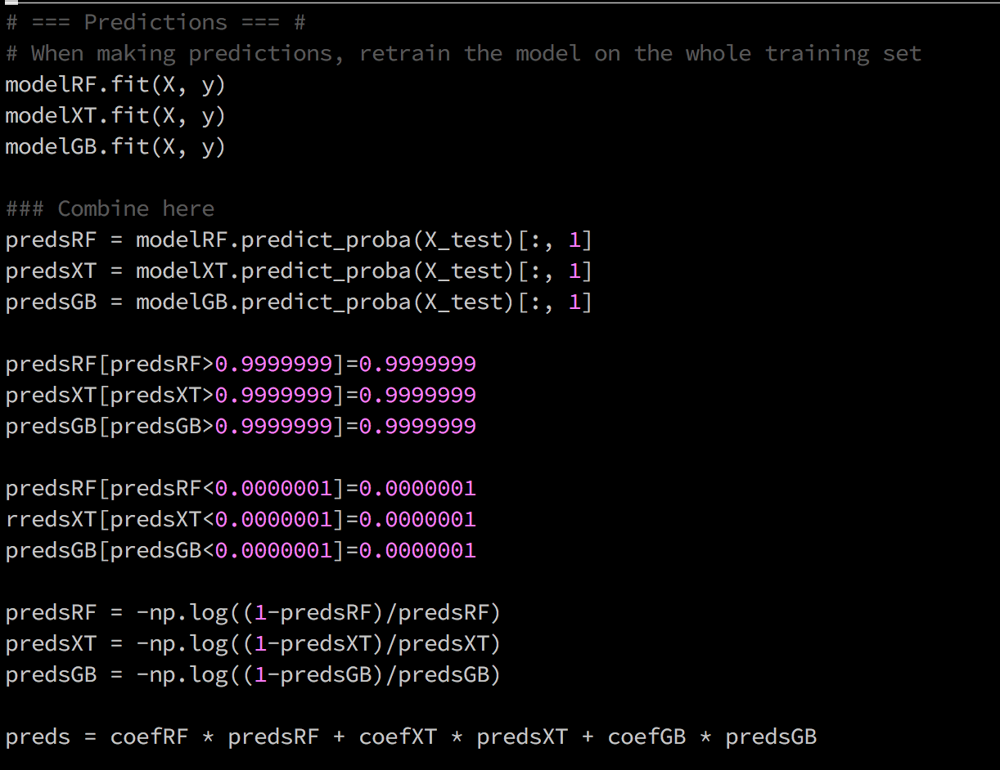 # === Predictions === #
# When making predictions, retrain the model on the whole training set
modelRF.fit(X, y)
modelXT.fit(X, y)
modelGB.fit(X, y)
### Combine here
predsRF = modelRF.predict_proba(X_test)[:, 1]
predsXT = modelXT.predict_proba(X_test)[:, 1]
predsGB = modelGB.predict_proba(X_test)[:, 1]
predsRF[predsRF>0.9999999]=0.9999999
predsXT[predsXT>0.9999999]=0.9999999
predsGB[predsGB>0.9999999]=0.9999999
predsRF[predsRF<0.0000001]=0.0000001
rredsXT[predsXT<0.0000001]=0.0000001
predsGB[predsGB<0.0000001]=0.0000001
predsRF = -np.log((1-predsRF)/predsRF)
predsXT = -np.log((1-predsXT)/predsXT)
predsGB = -np.log((1-predsGB)/predsGB)
preds = coefRF * predsRF + coefXT * predsXT + coefGB * predsGB